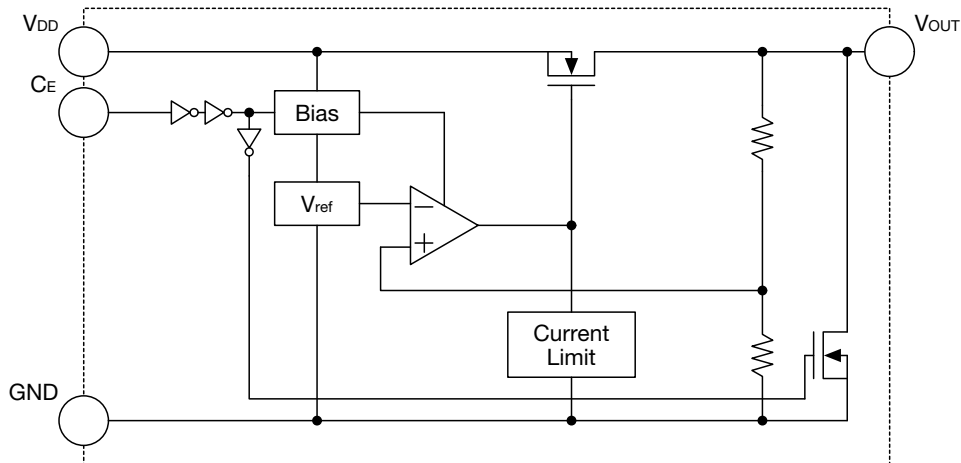 VDD
VOUT
CE
Bias
Vref
−
+
Current
Limit
GND